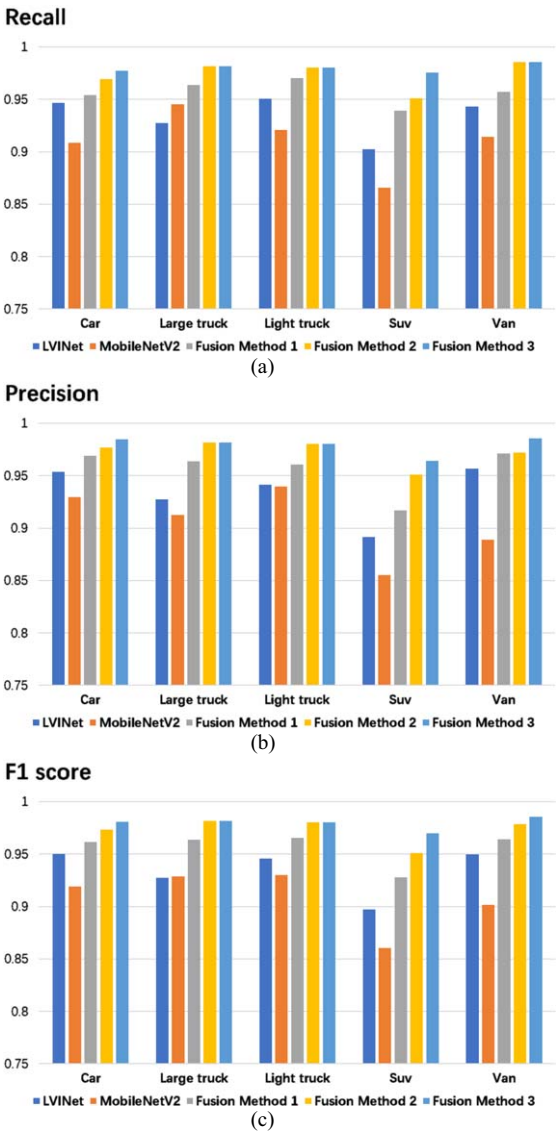 Recall
1
0.95
0.9
0.85
0.8
0.75
Car Large truck Light truck Suv Van
LVINet MobileNetV2 Fusion Method 1 Fusion Method 2 Fusion Method 3
(a)
Precision
1
0.95
0.9
0.85
0.8
0.75
Car Large truck Light truck Suv Van
LVINet MobileNetV2 Fusion Method 1 Fusion Method 2 Fusion Method 3
(b)
F1 score
1
0.95
0.9
0.85
0.8
0.75
Car Large truck Light truck Suv Van
LVINet MobileNetV2 Fusion Method 1 Fusion Method 2 Fusion Method 3
(c)